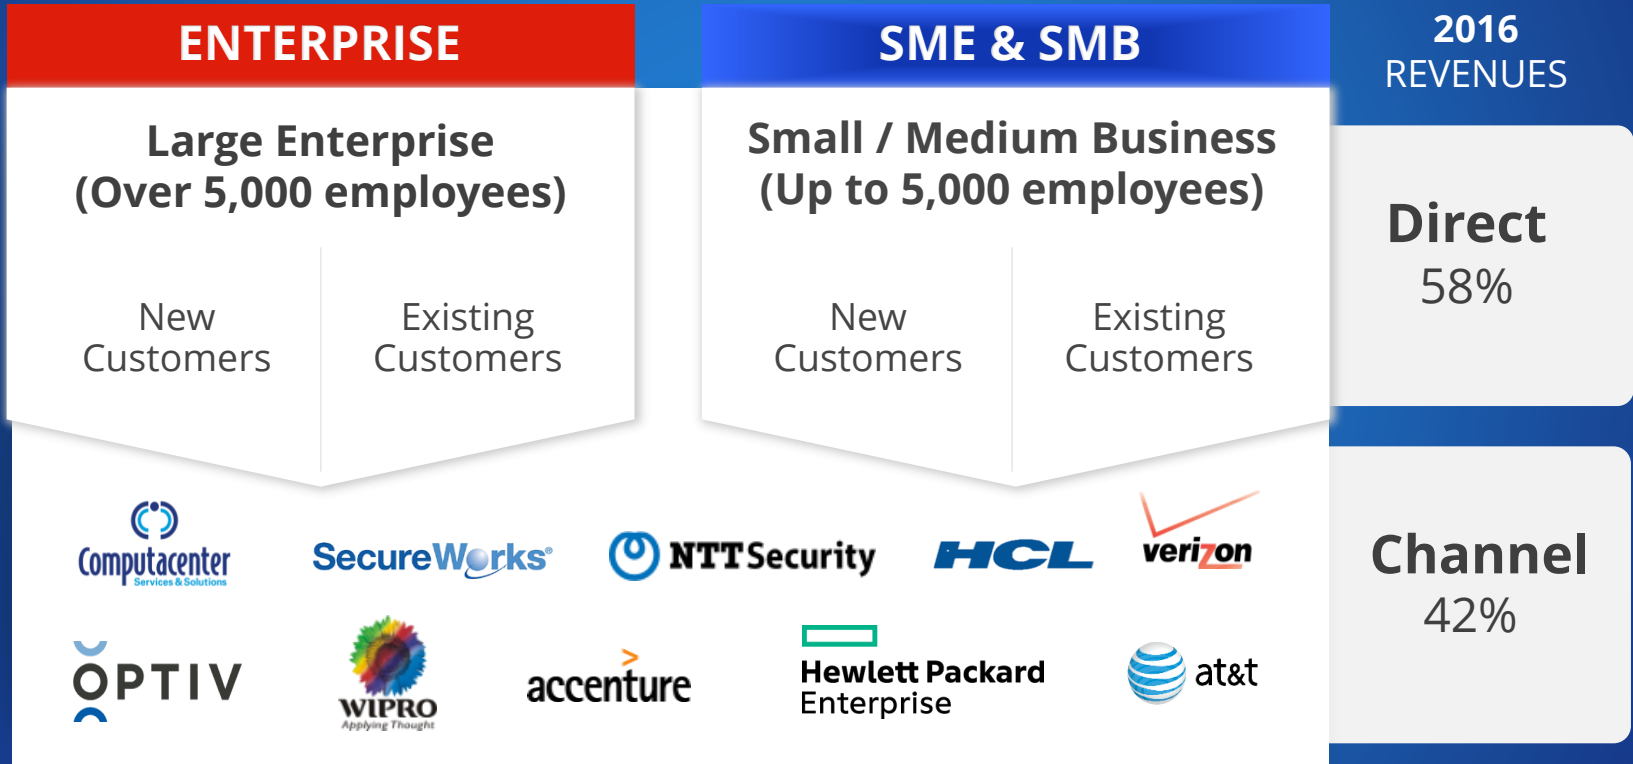 ENTERPRISE
Large Enterprise
(Over 5,000 employees)
New
Customers
Existing
Customers
SME & SMB
Small / Medium Business
(Up to 5,000 employees)
New
Customers
Existing
Customers
2016
REVENUES
Direct
58%
Channel
42%
Computacenter
Services & Solutions
SecureWorks®
NTT Security
HCL
verizon
OPTIV
WIPRO
Applying Thought
accenture
Hewlett Packard
Enterprise
at&t